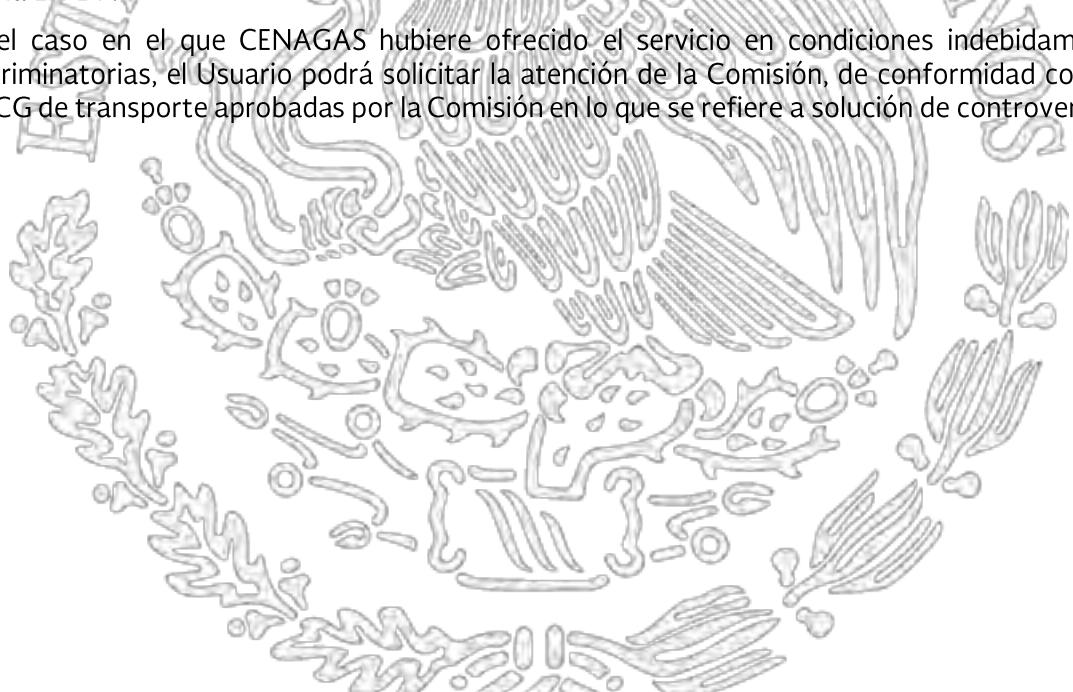 el caso en el que CENAGAS hubiere ofrecido el servicio en condiciones indebidam
riminatorias, el Usuario podrá solicitar la atención de la Comisión, de conformidad co
CG de transporte aprobadas por la Comisión en lo que se refiere a solución de controver